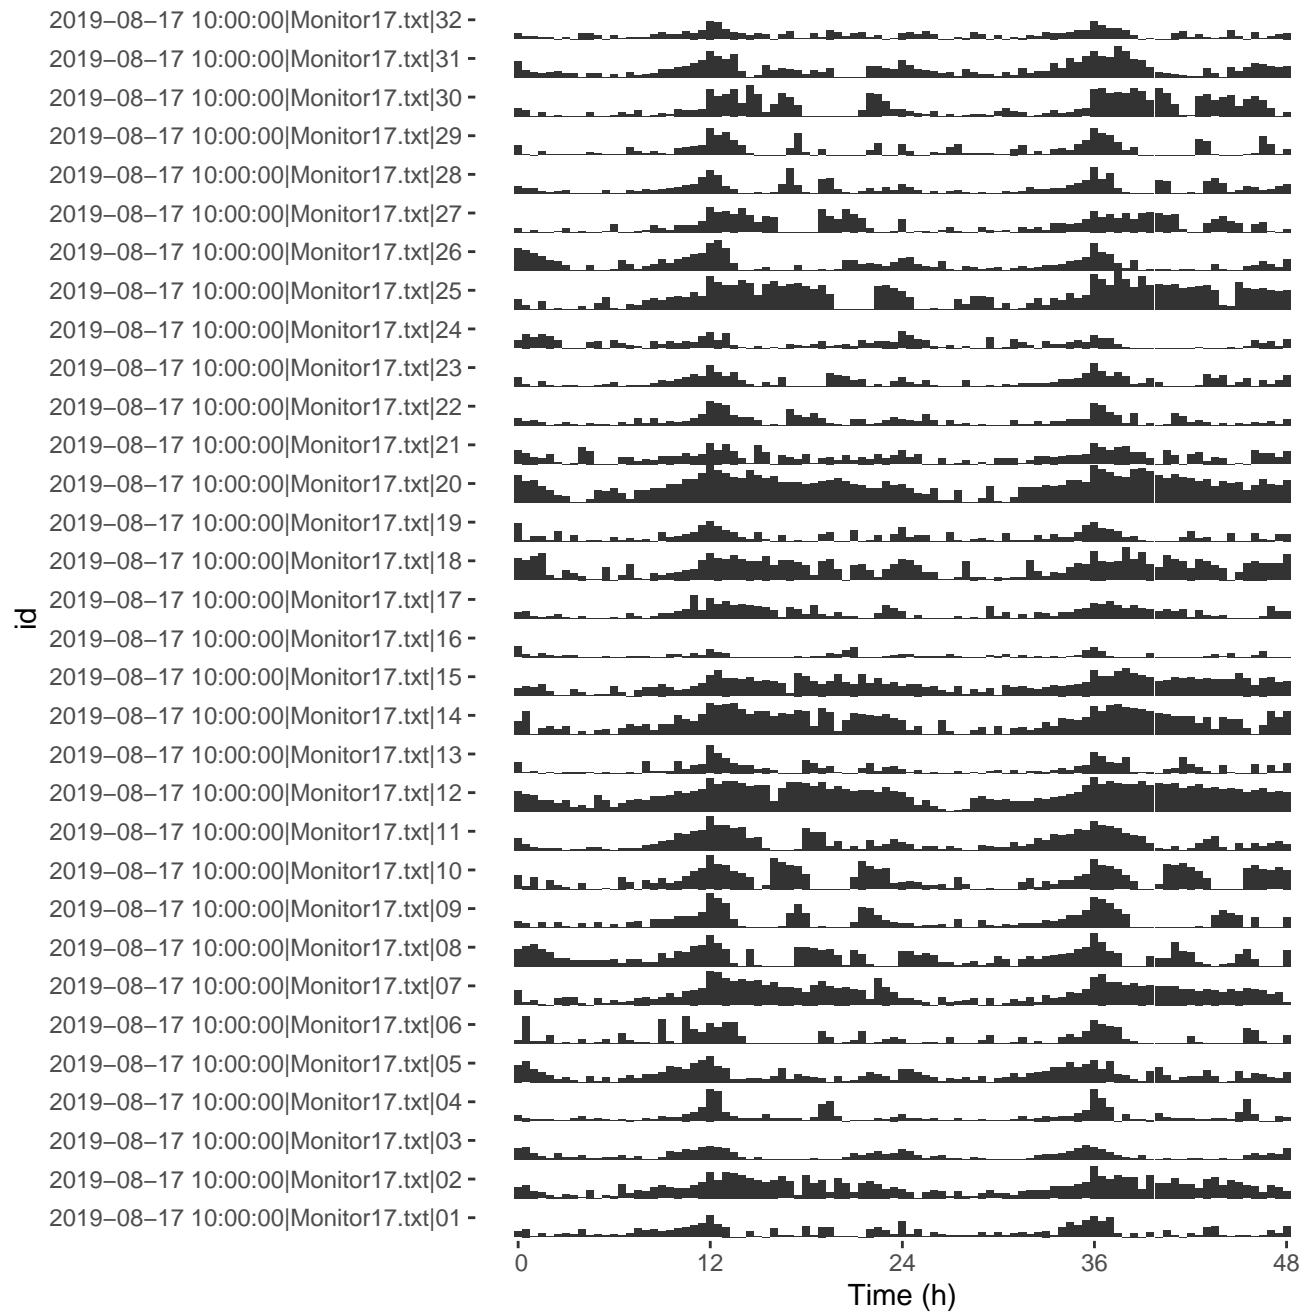 2019–08–17 10:00:00|Monitor17.txt|32
2019–08–17 10:00:00|Monitor17.txt|31
2019–08–17 10:00:00|Monitor17.txt|30
2019–08–17 10:00:00|Monitor17.txt|29
2019–08–17 10:00:00|Monitor17.txt|28
2019–08–17 10:00:00|Monitor17.txt|27
2019–08–17 10:00:00|Monitor17.txt|26
2019–08–17 10:00:00|Monitor17.txt|25
2019–08–17 10:00:00|Monitor17.txt|24
2019–08–17 10:00:00|Monitor17.txt|23
2019–08–17 10:00:00|Monitor17.txt|22
2019–08–17 10:00:00|Monitor17.txt|21
2019–08–17 10:00:00|Monitor17.txt|20
2019–08–17 10:00:00|Monitor17.txt|19
2019–08–17 10:00:00|Monitor17.txt|18
2019–08–17 10:00:00|Monitor17.txt|17
id
2019–08–17 10:00:00|Monitor17.txt|16
2019–08–17 10:00:00|Monitor17.txt|15
2019–08–17 10:00:00|Monitor17.txt|14
2019–08–17 10:00:00|Monitor17.txt|13
2019–08–17 10:00:00|Monitor17.txt|12
2019–08–17 10:00:00|Monitor17.txt|11
2019–08–17 10:00:00|Monitor17.txt|10
2019–08–17 10:00:00|Monitor17.txt|09
2019–08–17 10:00:00|Monitor17.txt|08
2019–08–17 10:00:00|Monitor17.txt|07
2019–08–17 10:00:00|Monitor17.txt|06
2019–08–17 10:00:00|Monitor17.txt|05
2019–08–17 10:00:00|Monitor17.txt|04
2019–08–17 10:00:00|Monitor17.txt|03
2019–08–17 10:00:00|Monitor17.txt|02
2019–08–17 10:00:00|Monitor17.txt|01
0 12 24 36 48
Time (h)